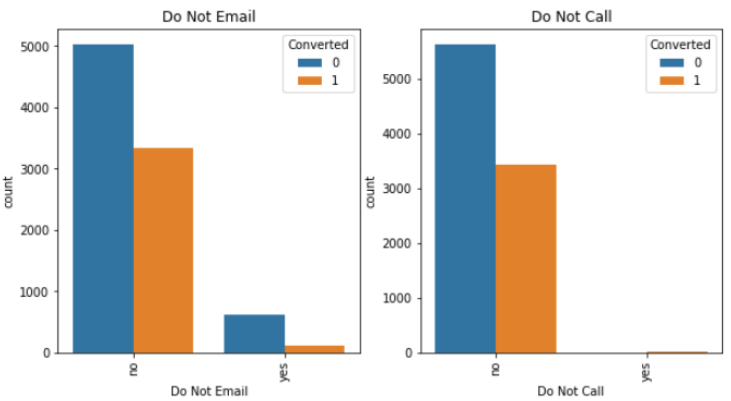 Do Not Email
Converted
0
1
5000
4000
3000
2000
1000
0
count
no
yes
Do Not Email
Do Not Call
Converted
0
1
5000
4000
3000
2000
1000
0
count
no
yes
Do Not Call